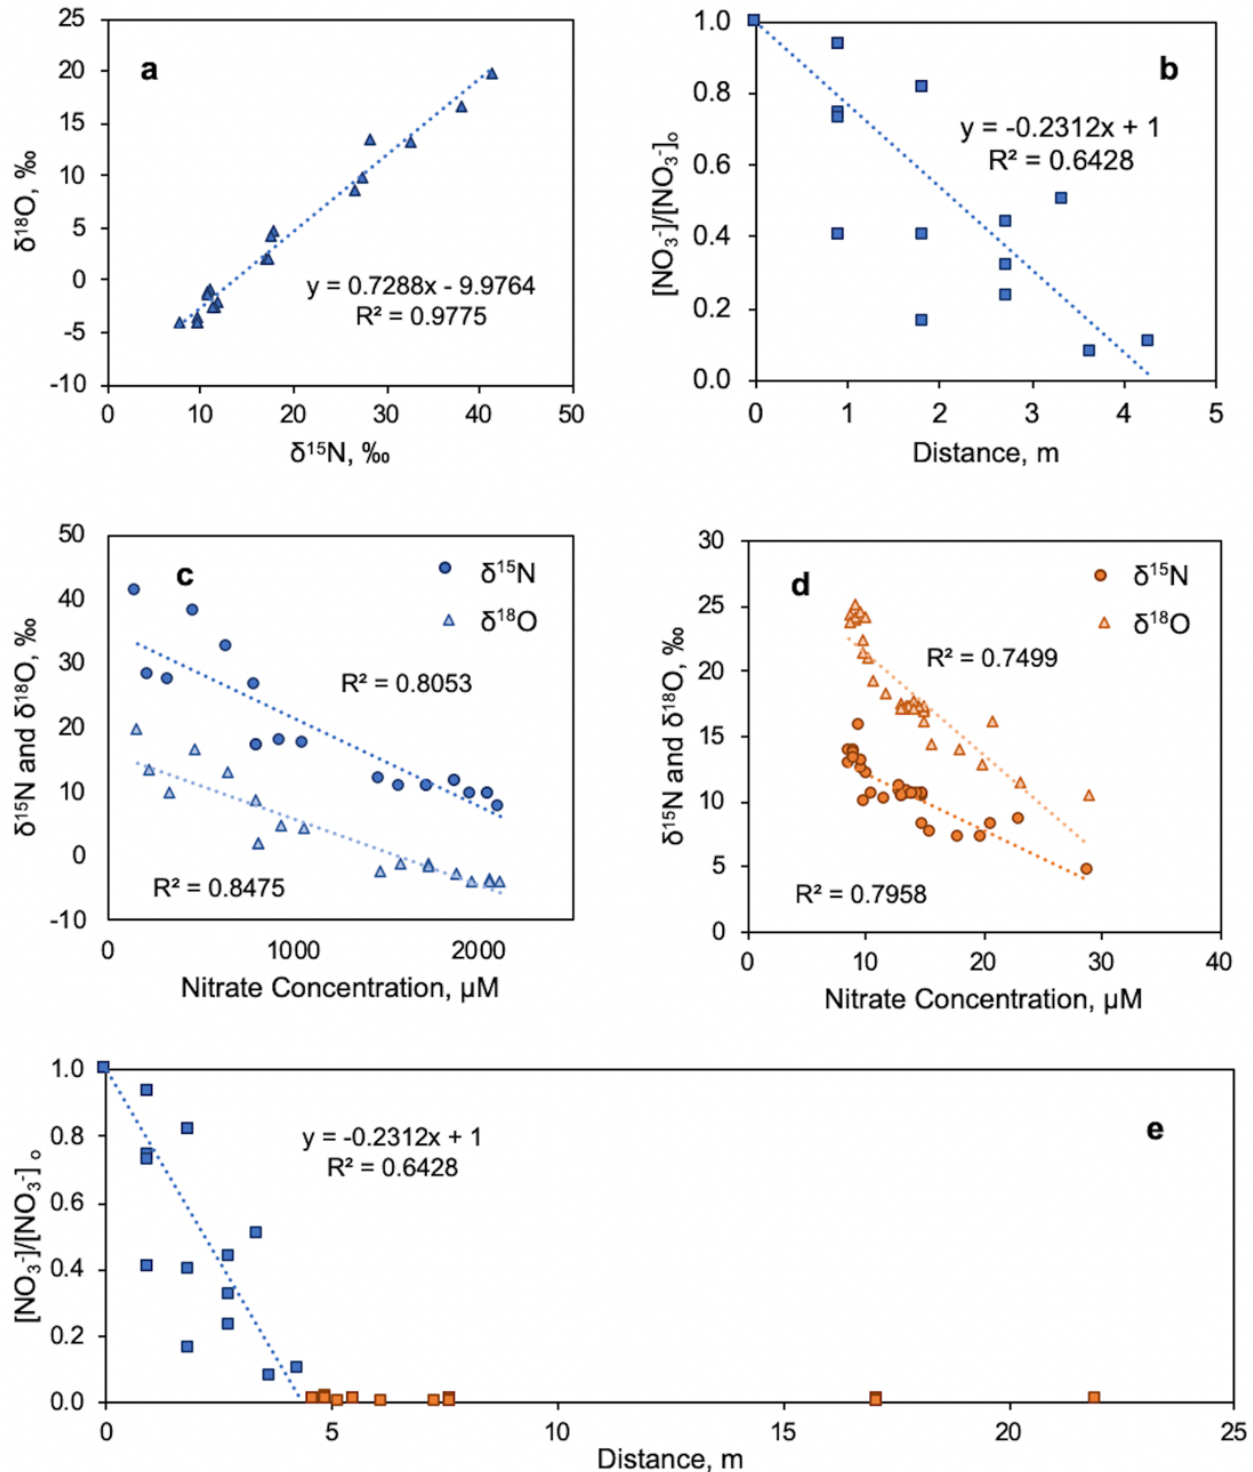 a
25
20
15
10
5
0
-5
-10
δ¹⁸O, ‰
y = 0.7288x - 9.9764
R² = 0.9775
0 10 20 30 40 50
δ¹⁵N, ‰
b
1.0
0.8
0.6
0.4
0.2
0.0
[NO₃⁻]/[NO₃⁻]ₒ
y = -0.2312x + 1
R² = 0.6428
0 1 2 3 4 5
Distance, m
c
50
40
30
20
10
0
-10
δ¹⁵N and δ¹⁸O, ‰
δ¹⁵N
δ¹⁸O
R² = 0.8053
R² = 0.8475
0 1000 2000
Nitrate Concentration, µM
d
30
25
20
15
10
5
0
δ¹⁵N and δ¹⁸O, ‰
δ¹⁵N
δ¹⁸O
R² = 0.7499
R² = 0.7958
0 10 20 30 40
Nitrate Concentration, µM
e
1.0
0.8
0.6
0.4
0.2
0.0
[NO₃⁻]/[NO₃⁻] ₒ
y = -0.2312x + 1
R² = 0.6428
0 5 10 15 20 25
Distance, m